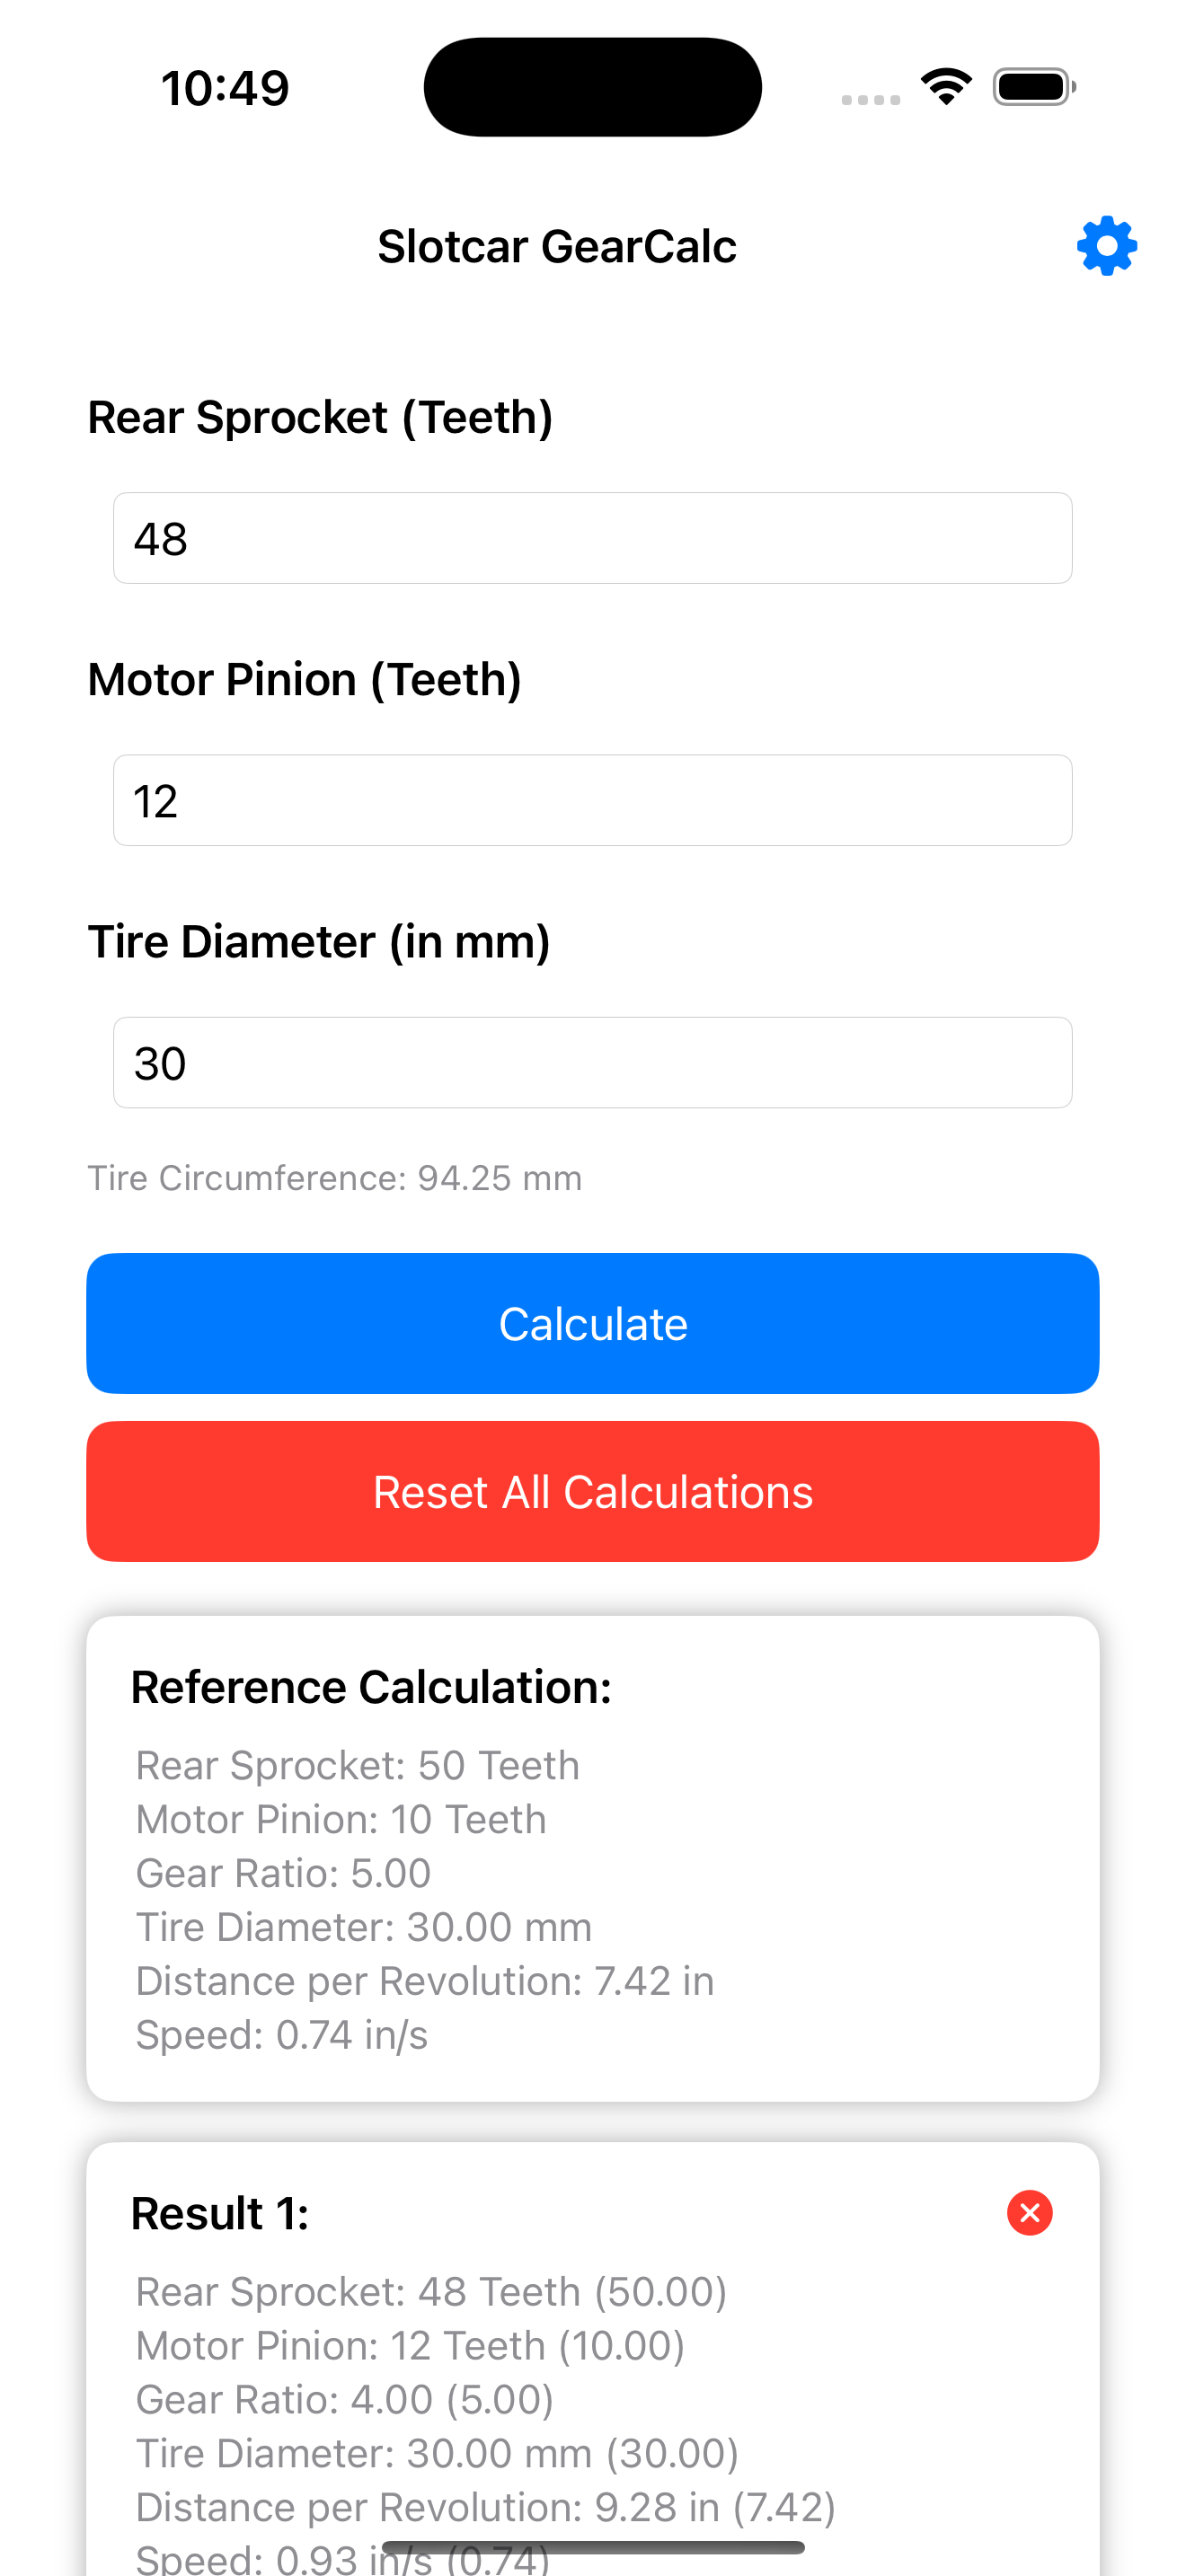 10:49
Slotcar GearCalc
Rear Sprocket (Teeth)
48
Motor Pinion (Teeth)
12
Tire Diameter (in mm)
30
Tire Circumference: 94.25 mm
Calculate
Reset All Calculations
Reference Calculation:
Rear Sprocket: 50 Teeth
Motor Pinion: 10 Teeth
Gear Ratio: 5.00
Tire Diameter: 30.00 mm
Distance per Revolution: 7.42 in
Speed: 0.74 in/s
Result 1:
Rear Sprocket: 48 Teeth (50.00)
Motor Pinion: 12 Teeth (10.00)
Gear Ratio: 4.00 (5.00)
Tire Diameter: 30.00 mm (30.00)
Distance per Revolution: 9.28 in (7.42)
Speed: 0.93 in/s (0.74)